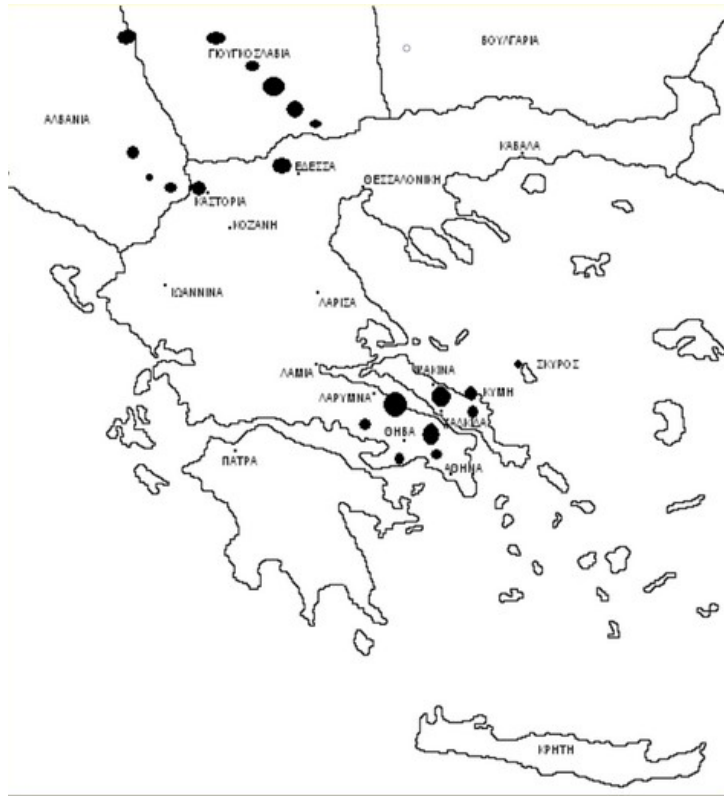 ΒΟΥΛΓΑΡΙΑ
ΓΙΟΥΓΚΟΣΛΑΒΙΑ
ΑΛΒΑΝΙΑ
ΚΑΒΑΛΑ
ΕΔΕΣΣΑ
ΘΕΣΣΑΛΟΝΙΚΗ
ΚΑΣΤΟΡΙΑ
ΚΟΖΑΝΗ
ΙΩΑΝΝΙΝΑ
ΛΑΡΙΣΑ
ΣΚΥΡΟΣ
ΛΑΜΙΑ
ΛΑΡΥΜΝΑ
ΚΥΜΗ
ΧΑΛΚΙΔΑ
ΘΗΒΑ
ΠΑΤΡΑ
ΑΘΗΝΑ
ΚΡΗΤΗ